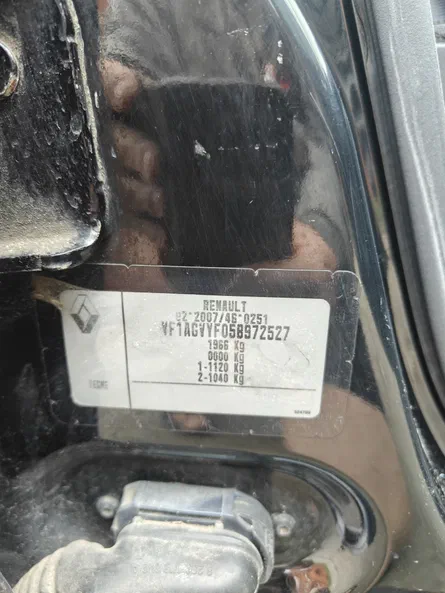 RENAULT
e2*2007/46*0251
VF1AGVYF058972527
1966 Kg
0000 Kg
1-1120 Kg
2-1040 Kg